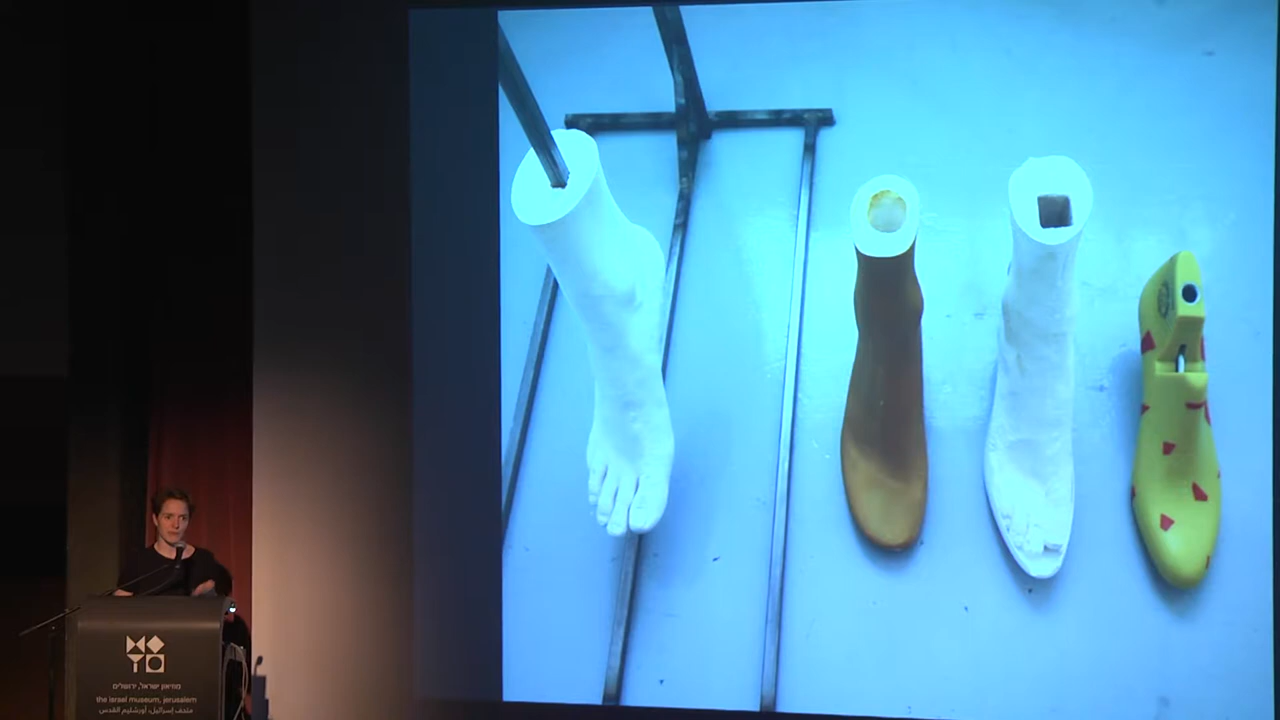 מוזיאון ישראל, ירושלים
the israel museum, jerusalem
متحف إسرائيل، أورشليم القدس